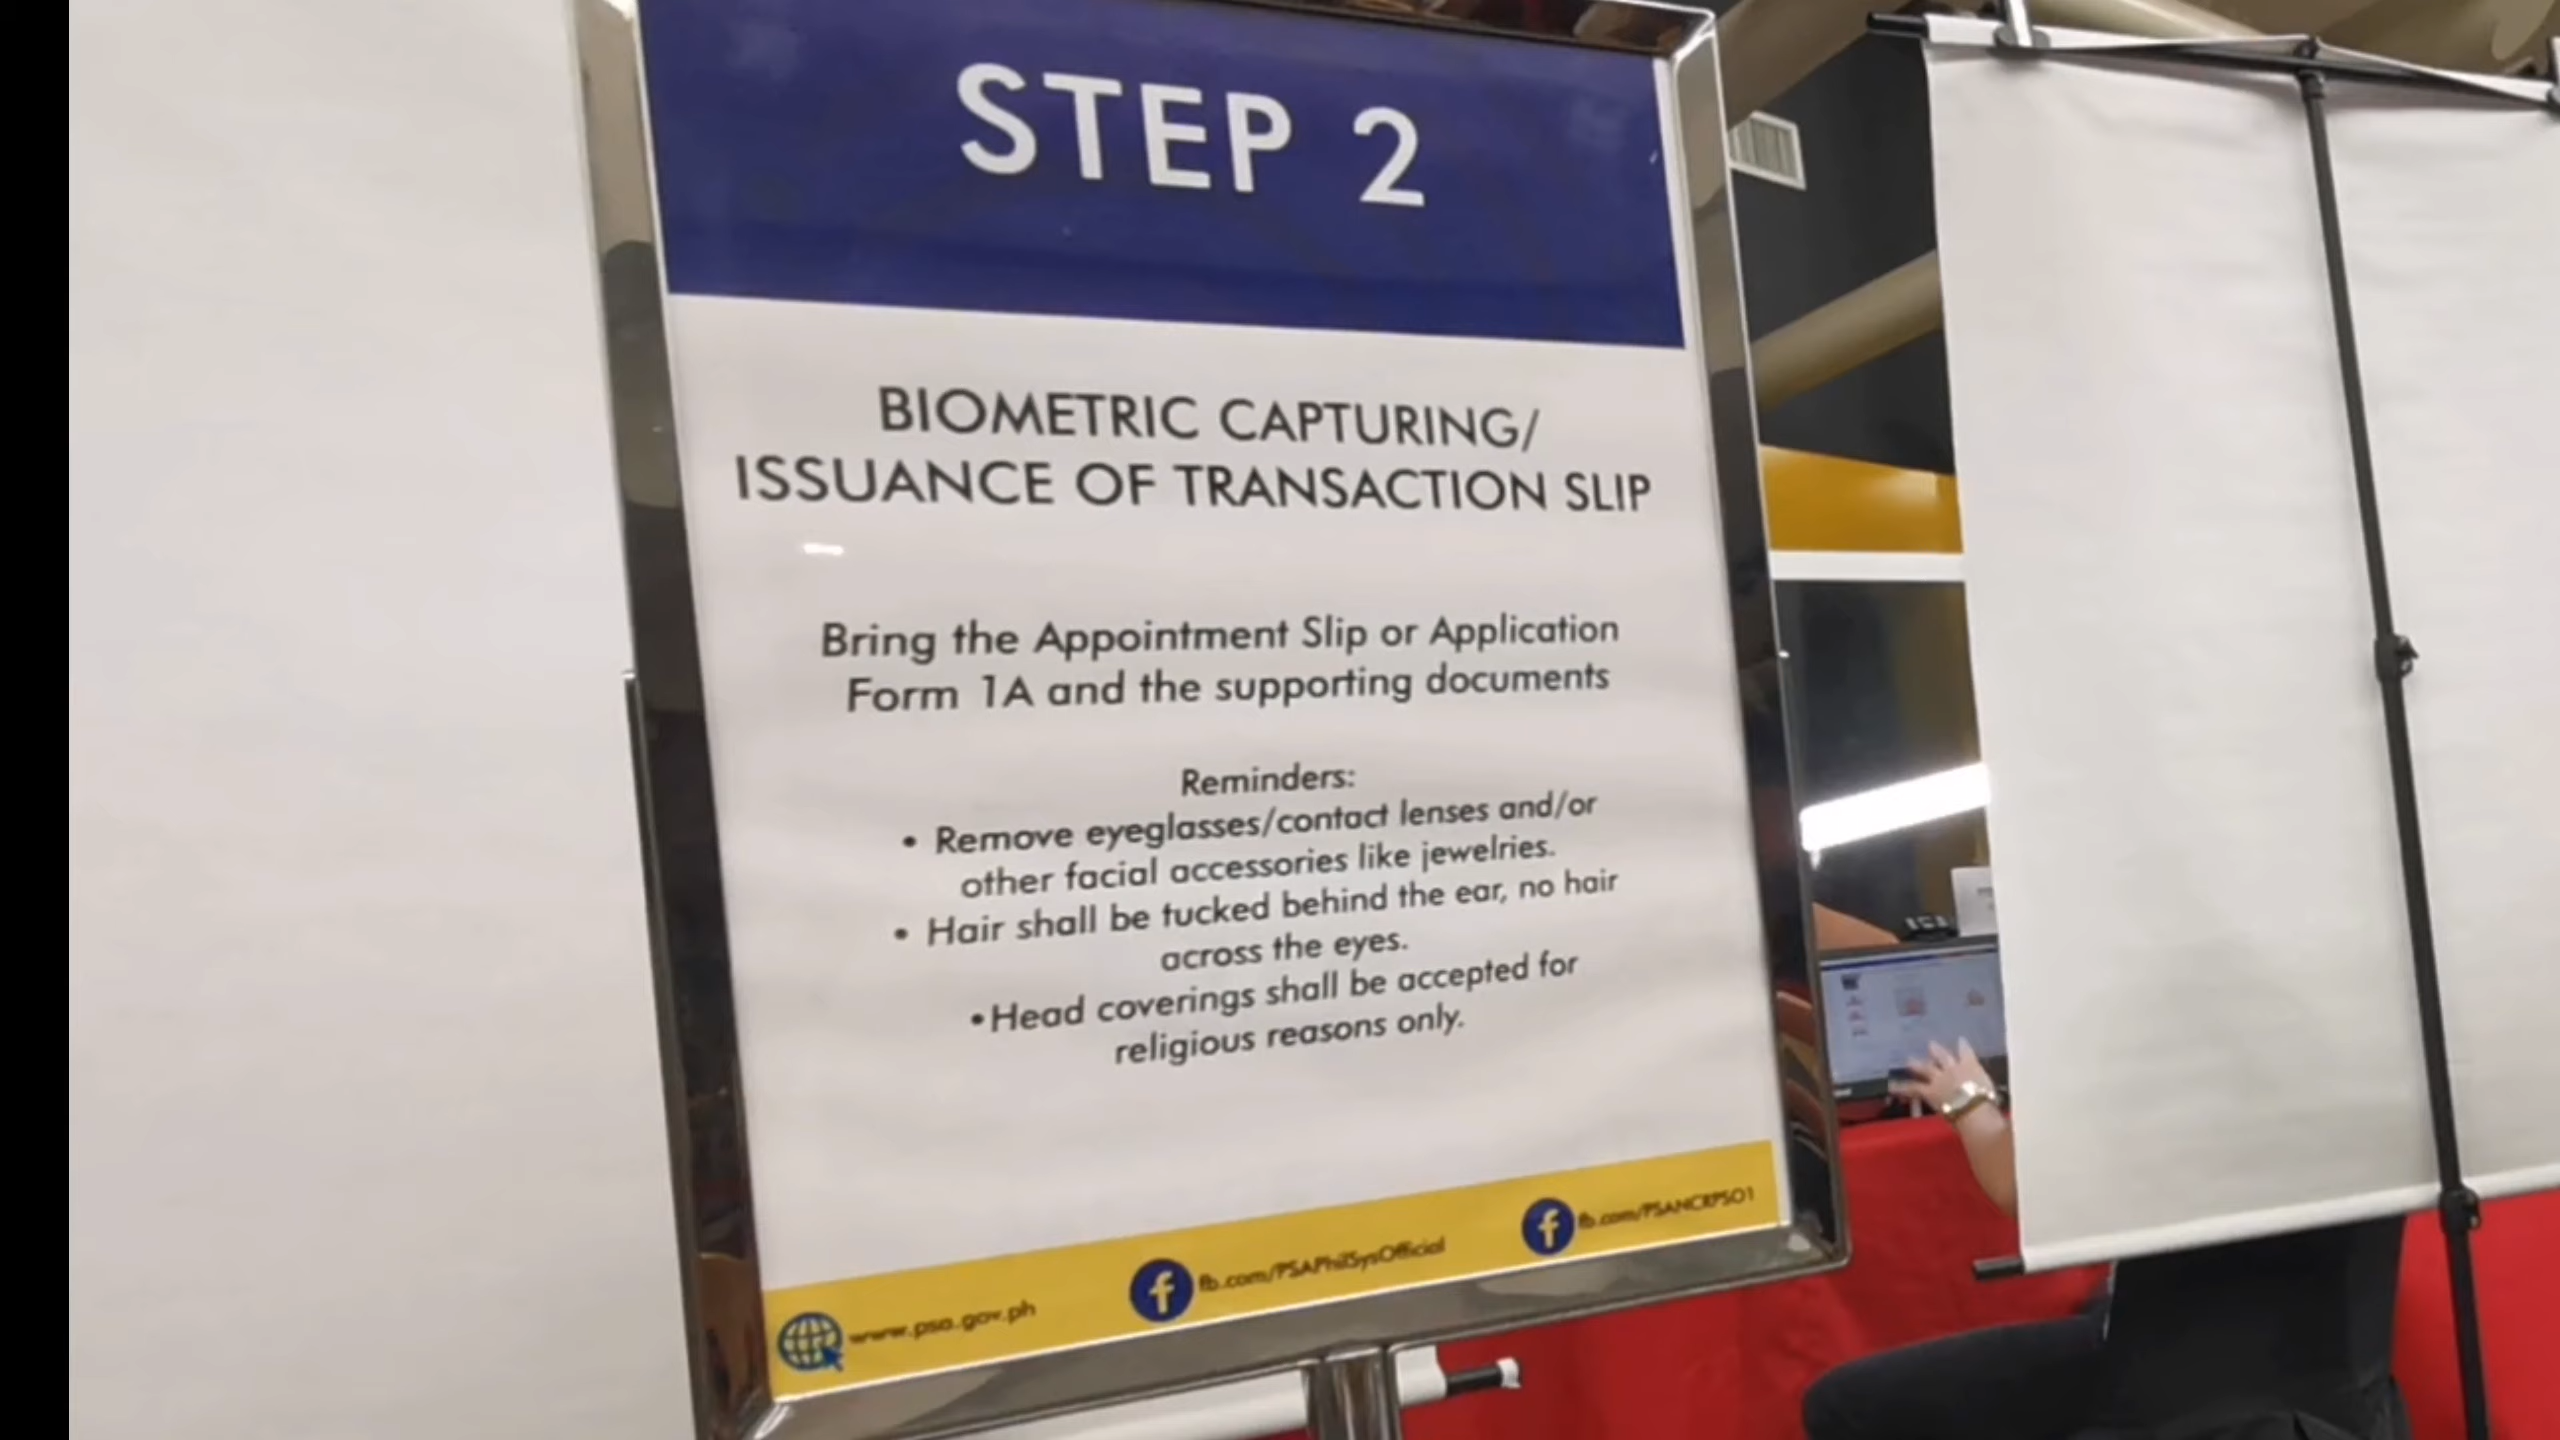 STEP 2
BIOMETRIC CAPTURING/
ISSUANCE OF TRANSACTION SLIP
Bring the Appointment Slip or Application
Form 1A and the supporting documents
Reminders:
• Remove eyeglasses/contact lenses and/or
other facial accessories like jewelries.
• Hair shall be tucked behind the ear, no hair
across the eyes.
•Head coverings shall be accepted for
religious reasons only.
www.psa.gov.ph
fb.com/PSAPhilSysOfficial
fb.com/PSANCRPSO1